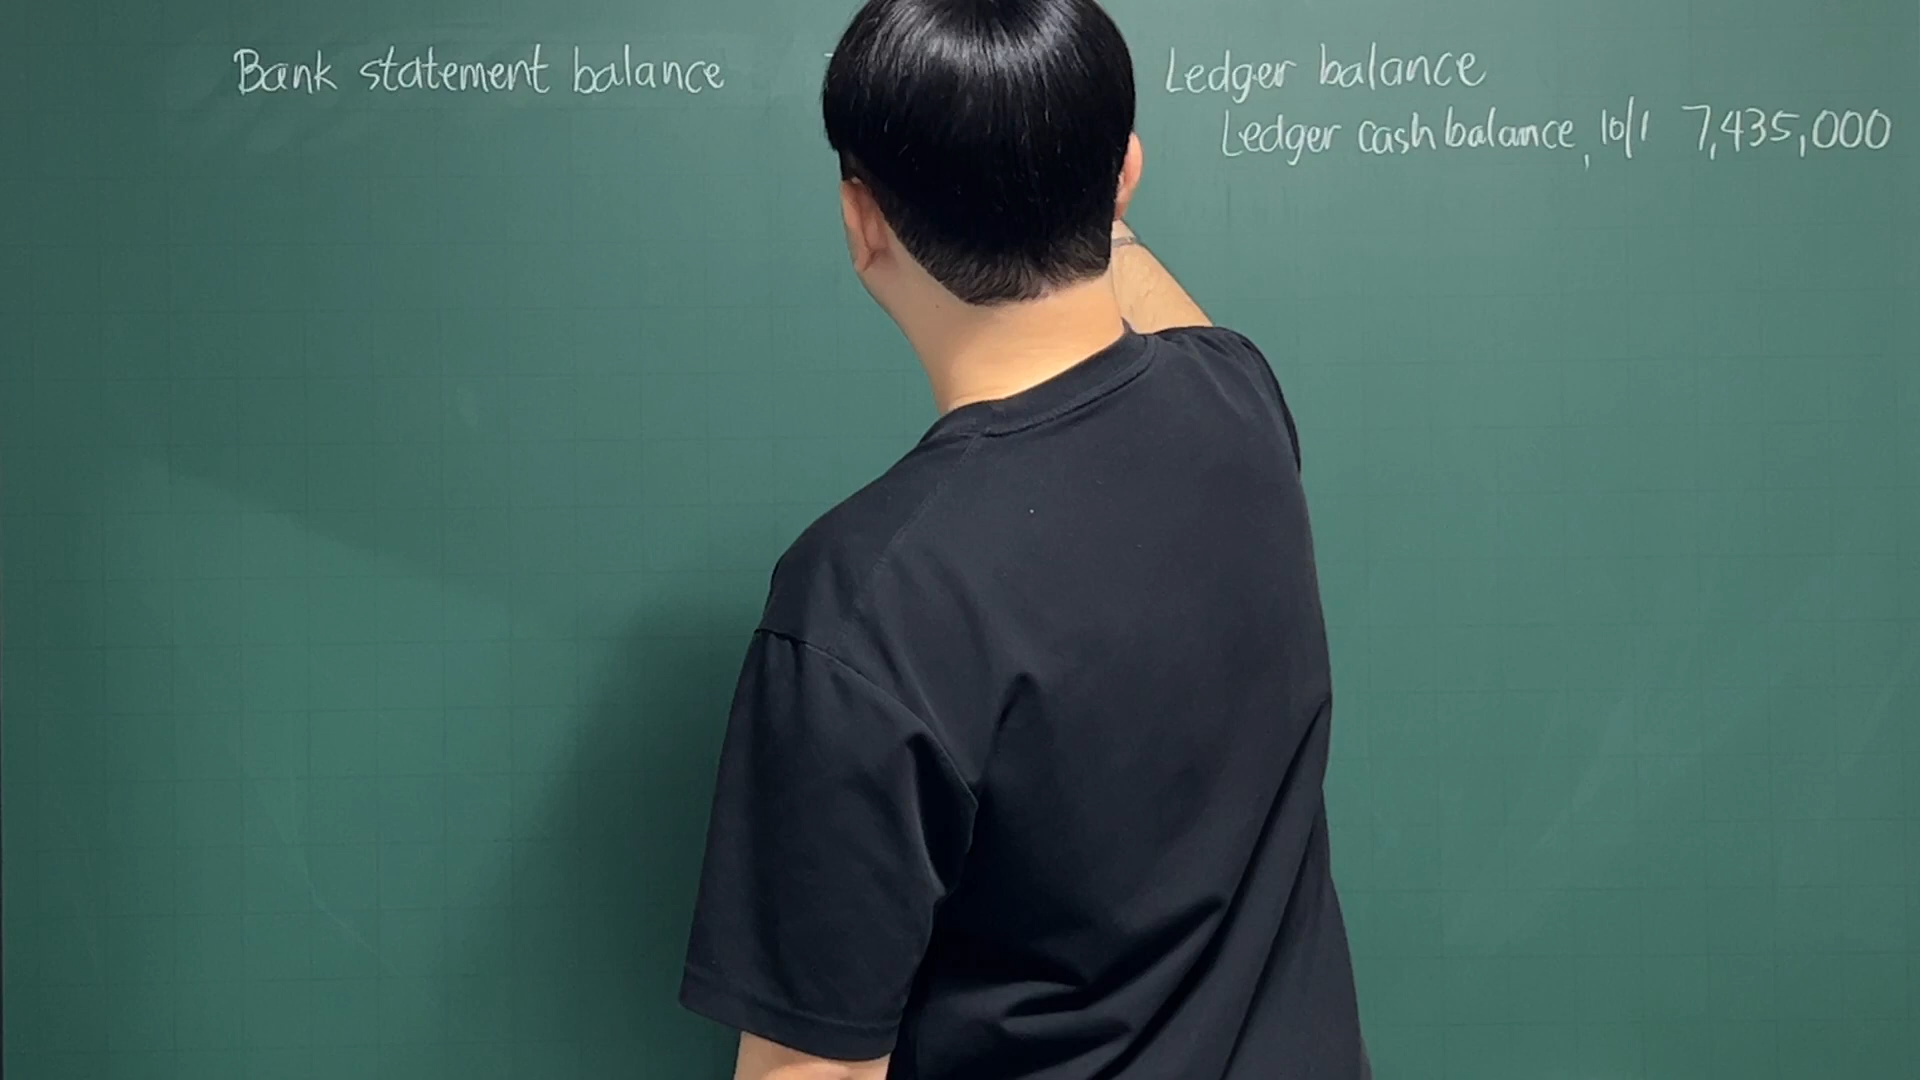 Bank statement balance
Ledger balance
Ledger cash balance, 10/1 7,435,000